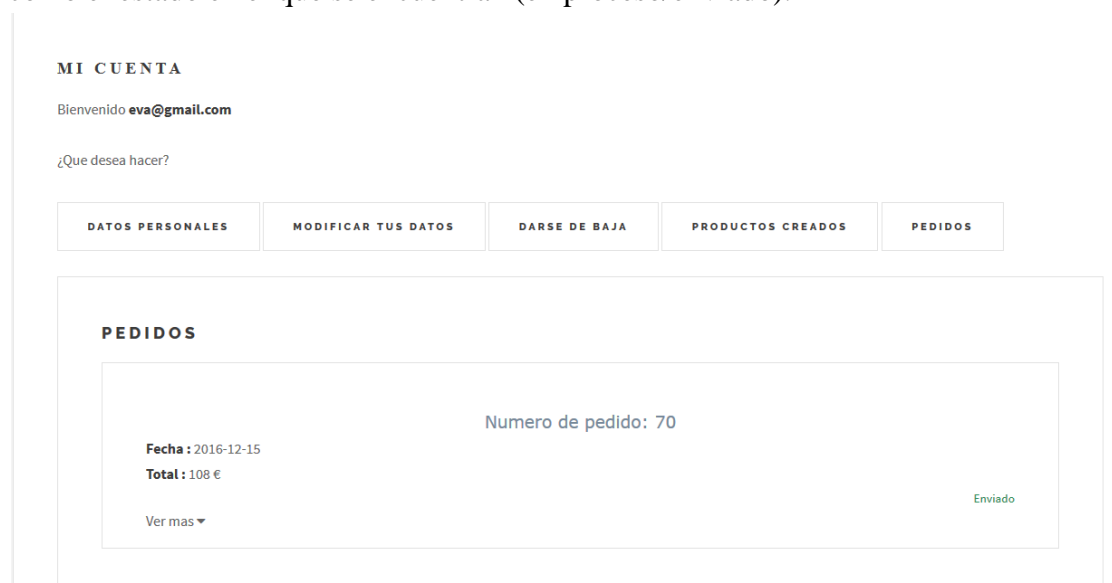 MI CUENTA
Bienvenido eva@gmail.com
¿Que desea hacer?
DATOS PERSONALES MODIFICAR TUS DATOS DARSE DE BAJA PRODUCTOS CREADOS PEDIDOS
PEDIDOS
Numero de pedido: 70
Fecha : 2016-12-15
Total : 108 €
Enviado
Ver mas